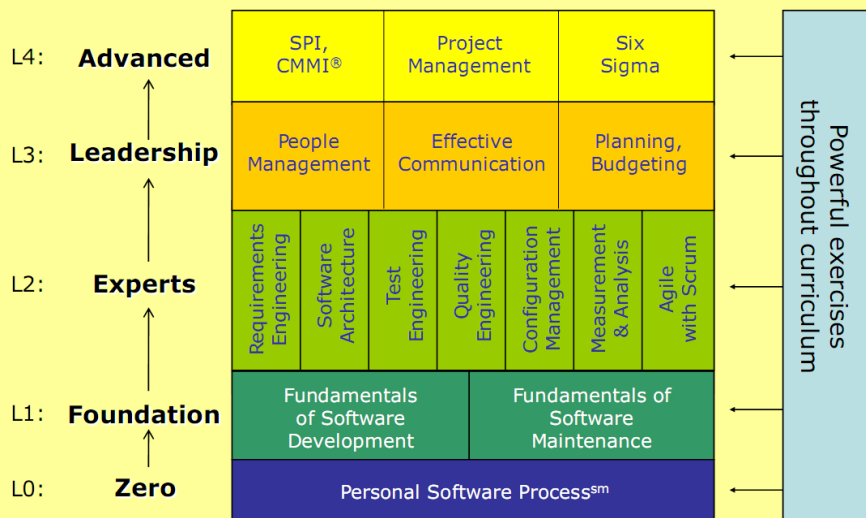 L4:
Advanced
SPI,
CMMI®
Project
Management
Six
Sigma
L3:
Leadership
People
Management
Effective
Communication
Planning,
Budgeting
L2:
Experts
Requirements
Engineering
Software
Architecture
Test
Engineering
Quality
Engineering
Configuration
Management
Measurement
& Analysis
Agile
with Scrum
L1:
Foundation
Fundamentals
of Software
Development
Fundamentals of
Software
Maintenance
L0:
Zero
Personal Software Processsm
Powerful exercises
throughout curriculum